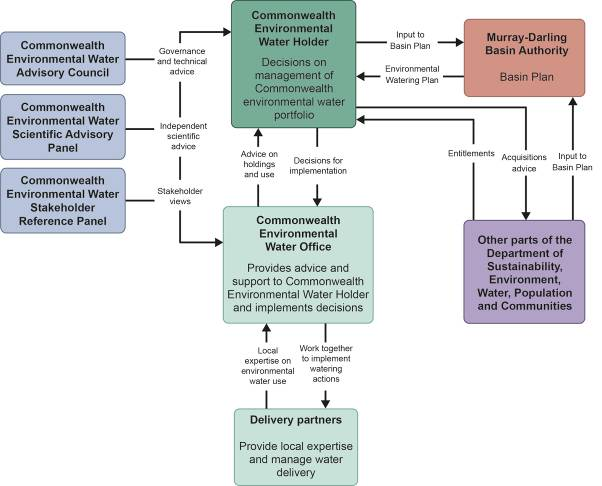 Commonwealth
Environmental Water
Advisory Council
Commonwealth
Environmental Water
Scientific Advisory
Panel
Commonwealth
Environmental Water
Stakeholder
Reference Panel
Governance
and technical
advice
Independent
scientific
advice
Stakeholder
views
Commonwealth
Environmental
Water Holder
Decisions on
management of
Commonwealth
environmental water
portfolio
Input to
Basin Plan
Environmental
Watering Plan
Murray-Darling
Basin Authority
Basin Plan
Entitlements
Acquisitions
advice
Input to
Basin Plan
Advice on
holdings
and use
Decisions for
implementation
Commonwealth
Environmental
Water Office
Provides advice and
support to Commonwealth
Environmental Water Holder
and implements decisions
Other parts of the
Department of
Sustainability,
Environment,
Water, Population
and Communities
Local
expertise on
environmental
water use
Work together
to implement
watering
actions
Delivery partners
Provide local expertise
and manage water
delivery